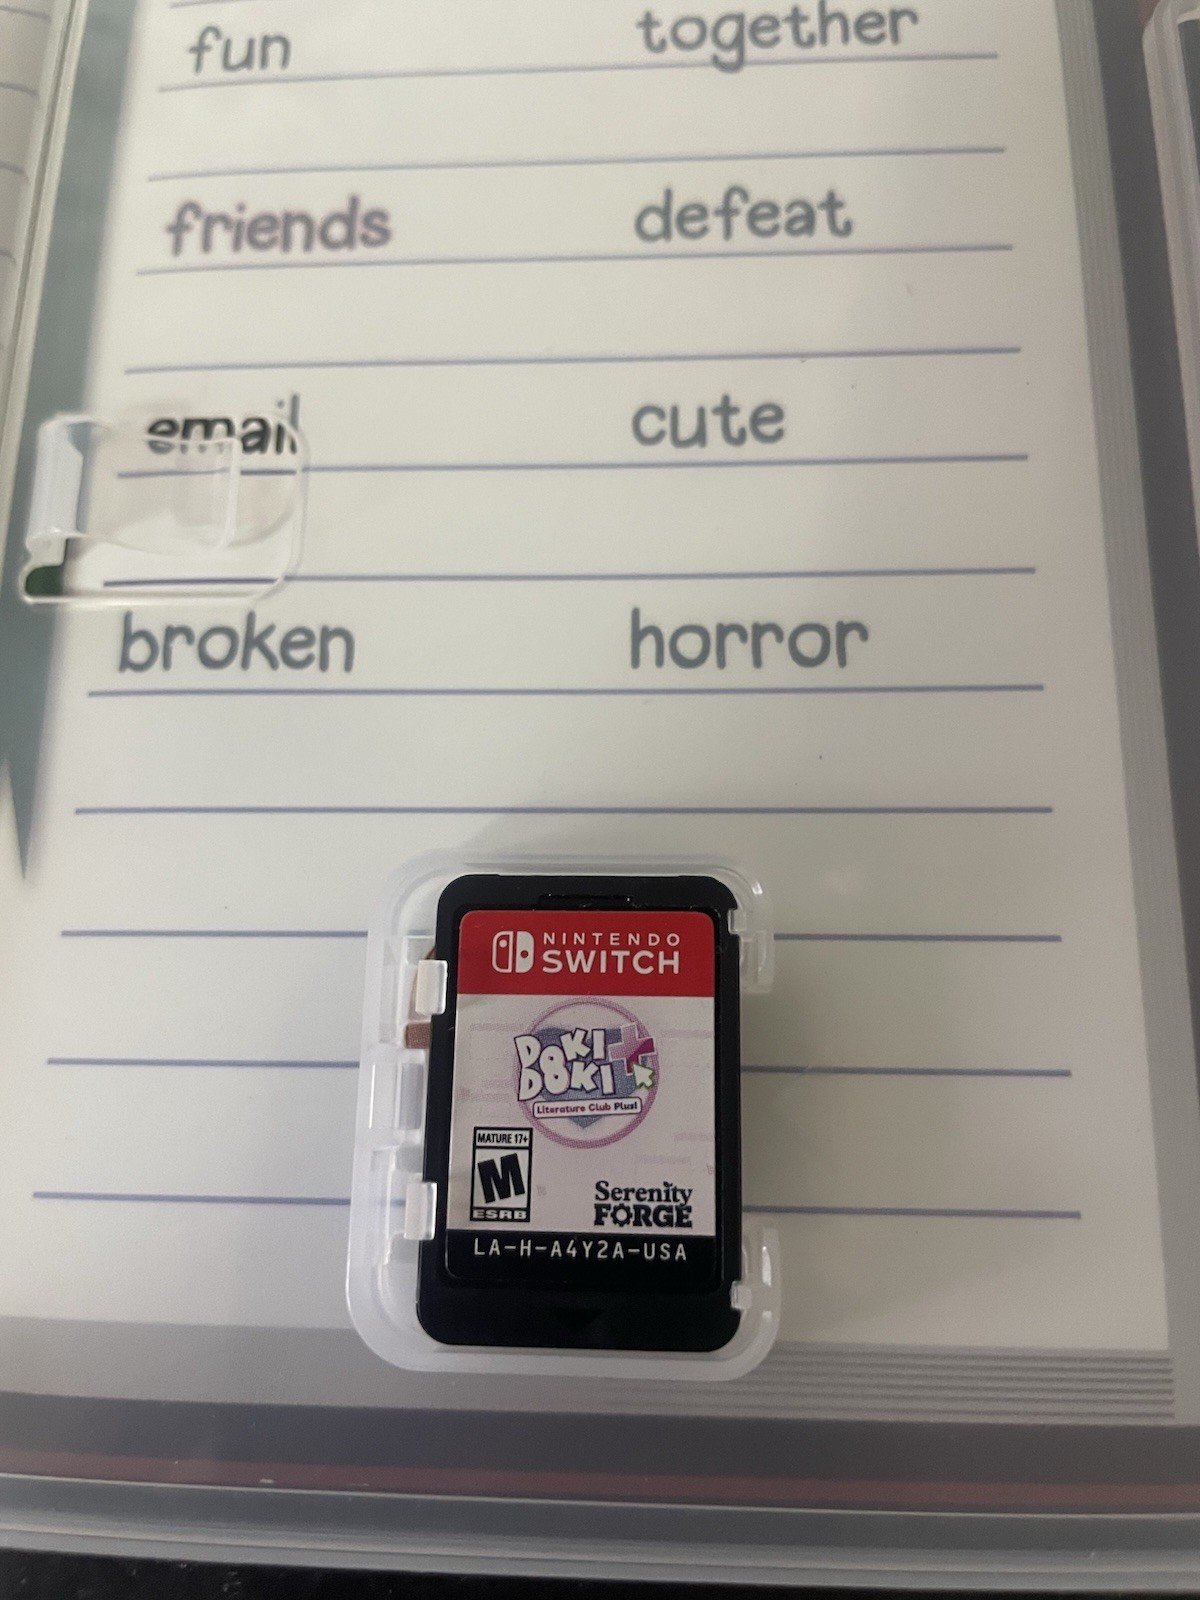 fun together
friends defeat
email cute
broken horror
NINTENDO
SWITCH
DOKI
DOKI
Literature Club Plus!
MATURE 17+
M
ESRB
Serenity
FORGE
LA-H-A4Y2A-USA